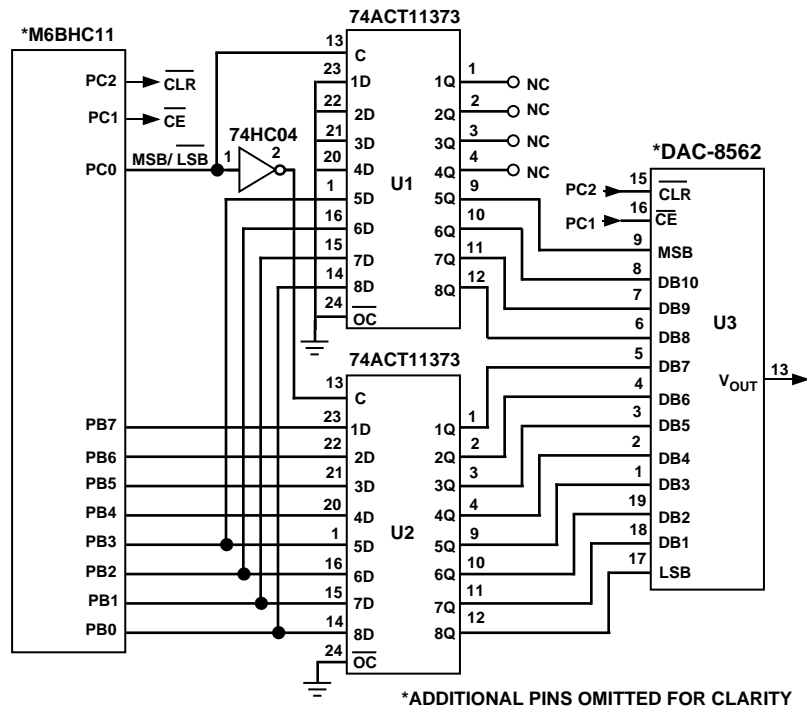 *M6BHC11
PC2
CLR
PC1
CE
PC0
MSB/ LSB
74HC04
1
2
74ACT11373
13
C
23
1D
22
2D
21
3D
20
4D
1
5D
16
6D
15
7D
14
8D
24
OC
U1
1
1Q
NC
2
2Q
NC
3
3Q
NC
4
4Q
NC
9
5Q
10
6Q
11
7Q
12
8Q
74ACT11373
13
C
PB7
23
1D
PB6
22
2D
PB5
21
3D
PB4
20
4D
PB3
1
5D
PB2
16
6D
PB1
15
7D
PB0
14
8D
24
OC
U2
1
1Q
2
2Q
3
3Q
4
4Q
9
5Q
10
6Q
11
7Q
12
8Q
*DAC-8562
PC2
15
CLR
PC1
16
CE
9
MSB
8
DB10
7
DB9
6
DB8
5
DB7
4
DB6
3
DB5
2
DB4
1
DB3
19
DB2
18
DB1
17
LSB
U3
VOUT
13
*ADDITIONAL PINS OMITTED FOR CLARITY